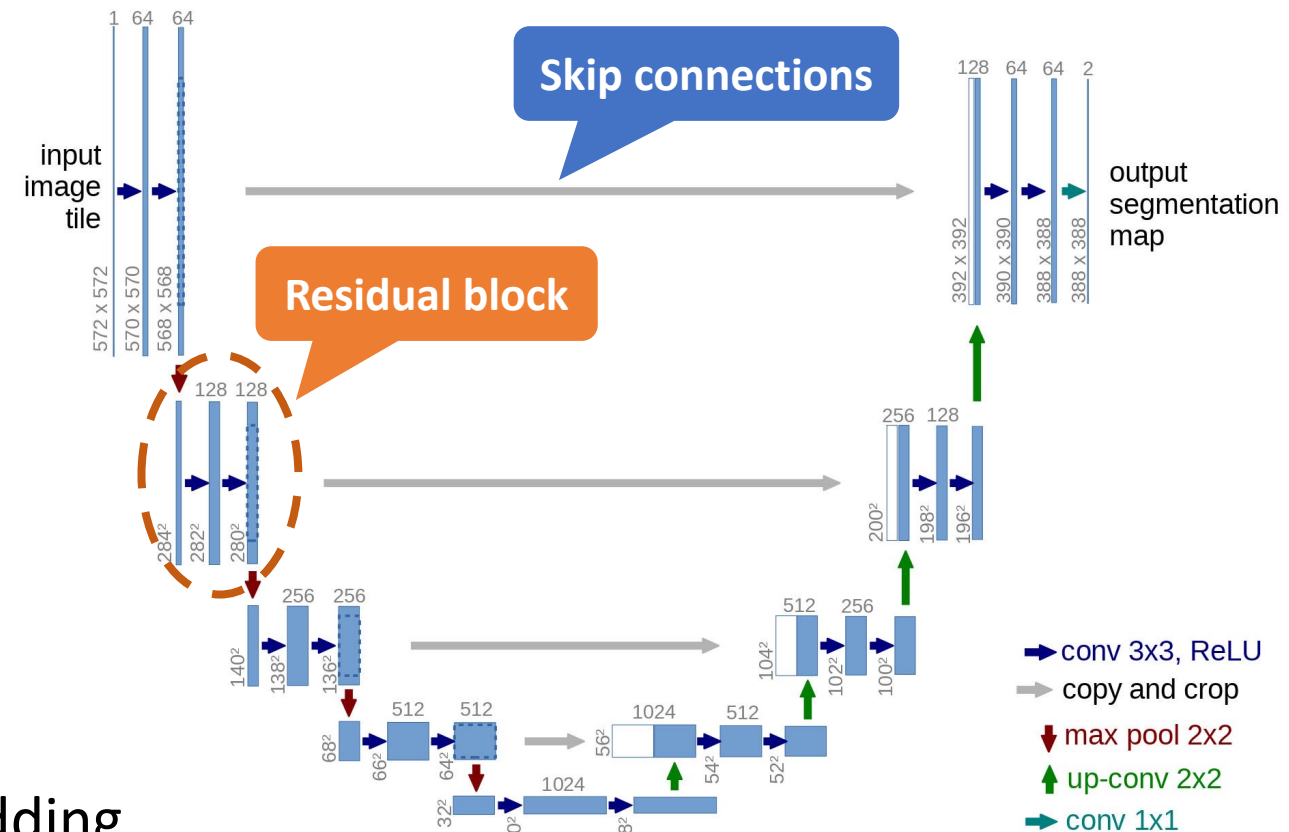 1 64 64
Skip connections
128 64 64 2
input
image
tile
output
segmentation
map
572 x 572
570 x 570
568 x 568
392 x 392
390 x 390
388 x 388
388 x 388
Residual block
128 128
256 128
284²
282²
280²
200²
198²
196²
256 256
512 256
140²
138²
136²
104²
102²
100²
conv 3x3, ReLU
copy and crop
max pool 2x2
up-conv 2x2
conv 1x1
512 512
1024 512
68²
66²
64²
56²
54²
52²
1024
32²